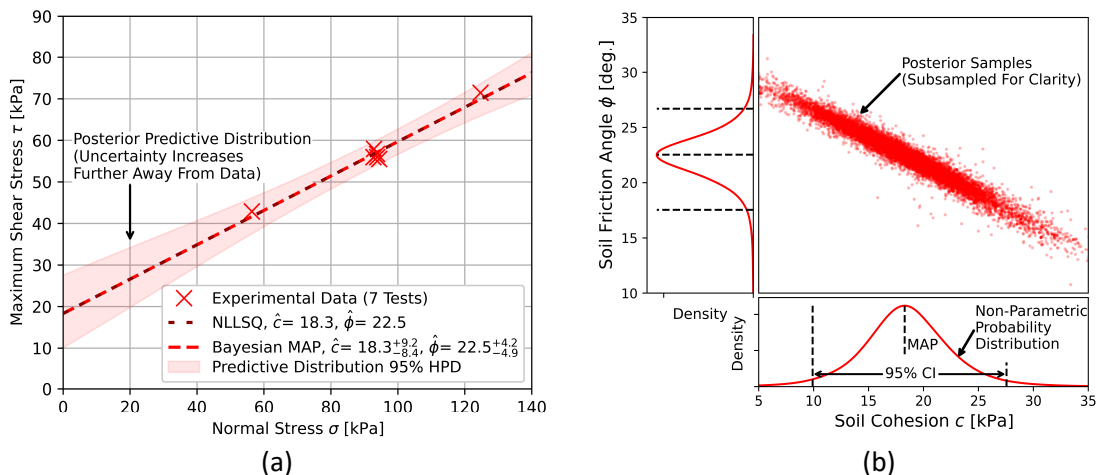 90
80
70
60
50
40
30
20
10
0
Maximum Shear Stress τ [kPa]
Posterior Predictive Distribution
(Uncertainty Increases
Further Away From Data)
Experimental Data (7 Tests)
NLLSQ, ĉ= 18.3, ϕ̂= 22.5
Bayesian MAP, ĉ= 18.3+9.2−8.4, ϕ̂= 22.5+4.2−4.9
Predictive Distribution 95% HPD
0 20 40 60 80 100 120 140
Normal Stress σ [kPa]
(a)
35
30
25
20
15
10
Soil Friction Angle ϕ [deg.]
Posterior Samples
(Subsampled For Clarity)
Density
Density
Non-Parametric
Probability
Distribution
MAP
95% CI
5 10 15 20 25 30 35
Soil Cohesion c [kPa]
(b)